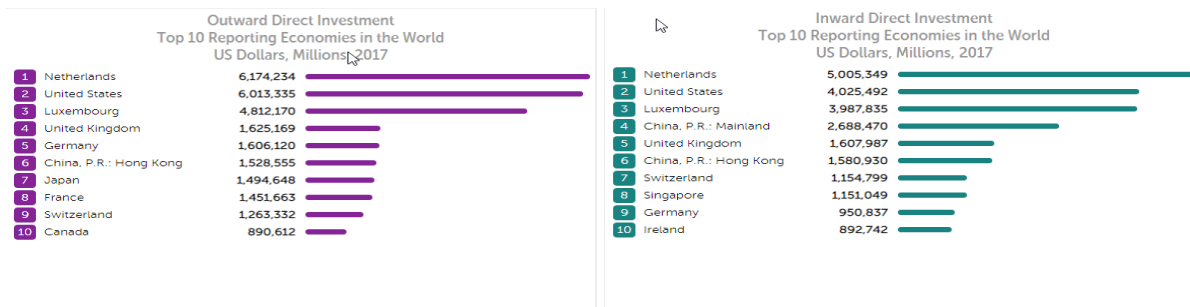 Outward Direct Investment
Top 10 Reporting Economies in the World
US Dollars, Millions, 2017
1 Netherlands 6,174,234
2 United States 6,013,335
3 Luxembourg 4,812,170
4 United Kingdom 1,625,169
5 Germany 1,606,120
6 China, P.R.: Hong Kong 1,528,555
7 Japan 1,494,648
8 France 1,451,663
9 Switzerland 1,263,332
10 Canada 890,612
Inward Direct Investment
Top 10 Reporting Economies in the World
US Dollars, Millions, 2017
1 Netherlands 5,005,349
2 United States 4,025,492
3 Luxembourg 3,987,835
4 China, P.R.: Mainland 2,688,470
5 United Kingdom 1,607,987
6 China, P.R.: Hong Kong 1,580,930
7 Switzerland 1,154,799
8 Singapore 1,151,049
9 Germany 950,837
10 Ireland 892,742